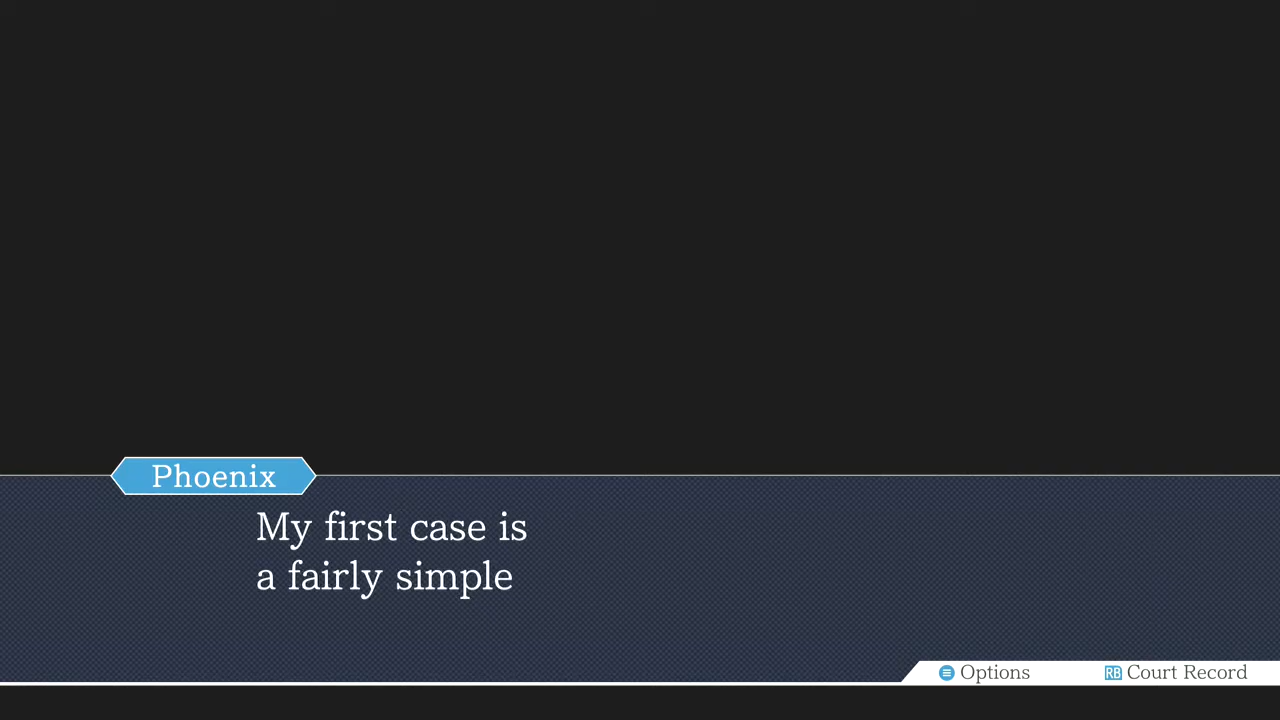 Phoenix
My first case is
a fairly simple
Options
RB Court Record